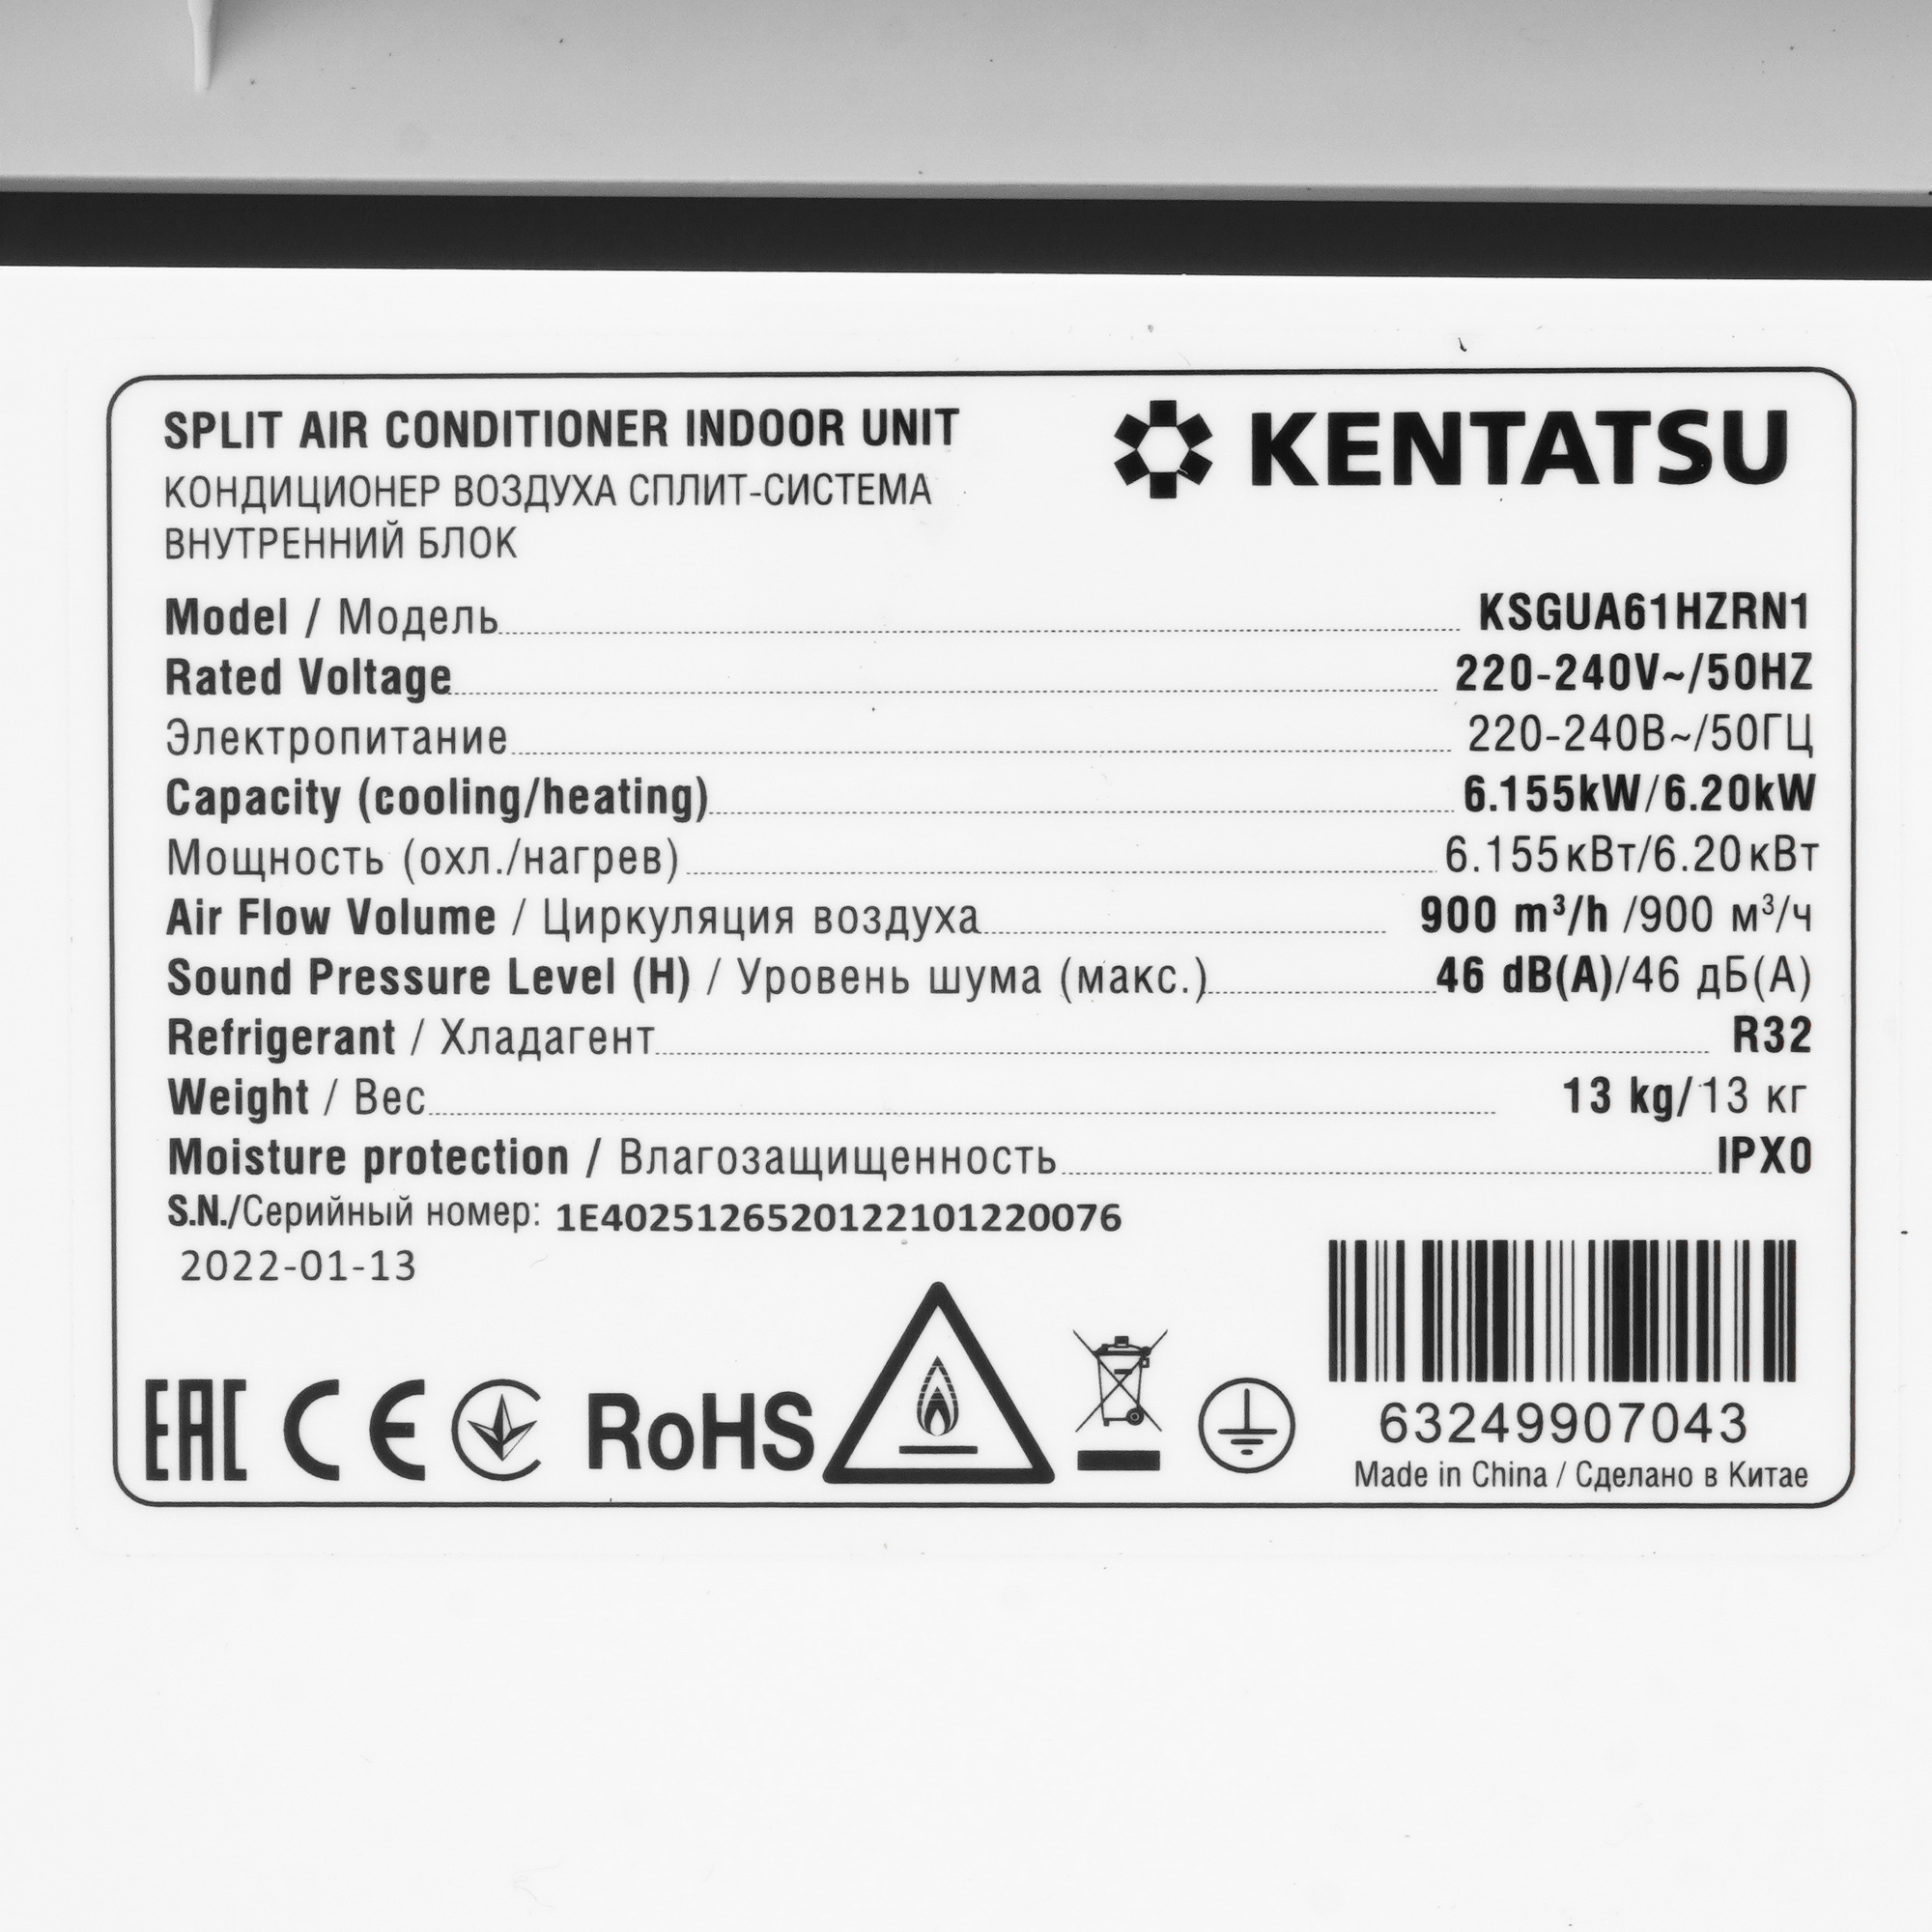 SPLIT AIR CONDITIONER INDOOR UNIT
КОНДИЦИОНЕР ВОЗДУХА СПЛИТ-СИСТЕМА
ВНУТРЕННИЙ БЛОК
KENTATSU
Model / Модель KSGUA61HZRN1
Rated Voltage 220-240V~/50HZ
Электропитание 220-240В~/50ГЦ
Capacity (cooling/heating) 6.155kW/6.20kW
Мощность (охл./нагрев) 6.155кВт/6.20кВт
Air Flow Volume / Циркуляция воздуха 900 m³/h /900 м³/ч
Sound Pressure Level (H) / Уровень шума (макс.) 46 dB(A)/46 дБ(А)
Refrigerant / Хладагент R32
Weight / Вес 13 kg/13 кг
Moisture protection / Влагозащищенность IPX0
S.N./Серийный номер: 1E4025126520122101220076
2022-01-13
EAC CE RoHS
63249907043
Made in China / Сделано в Китае